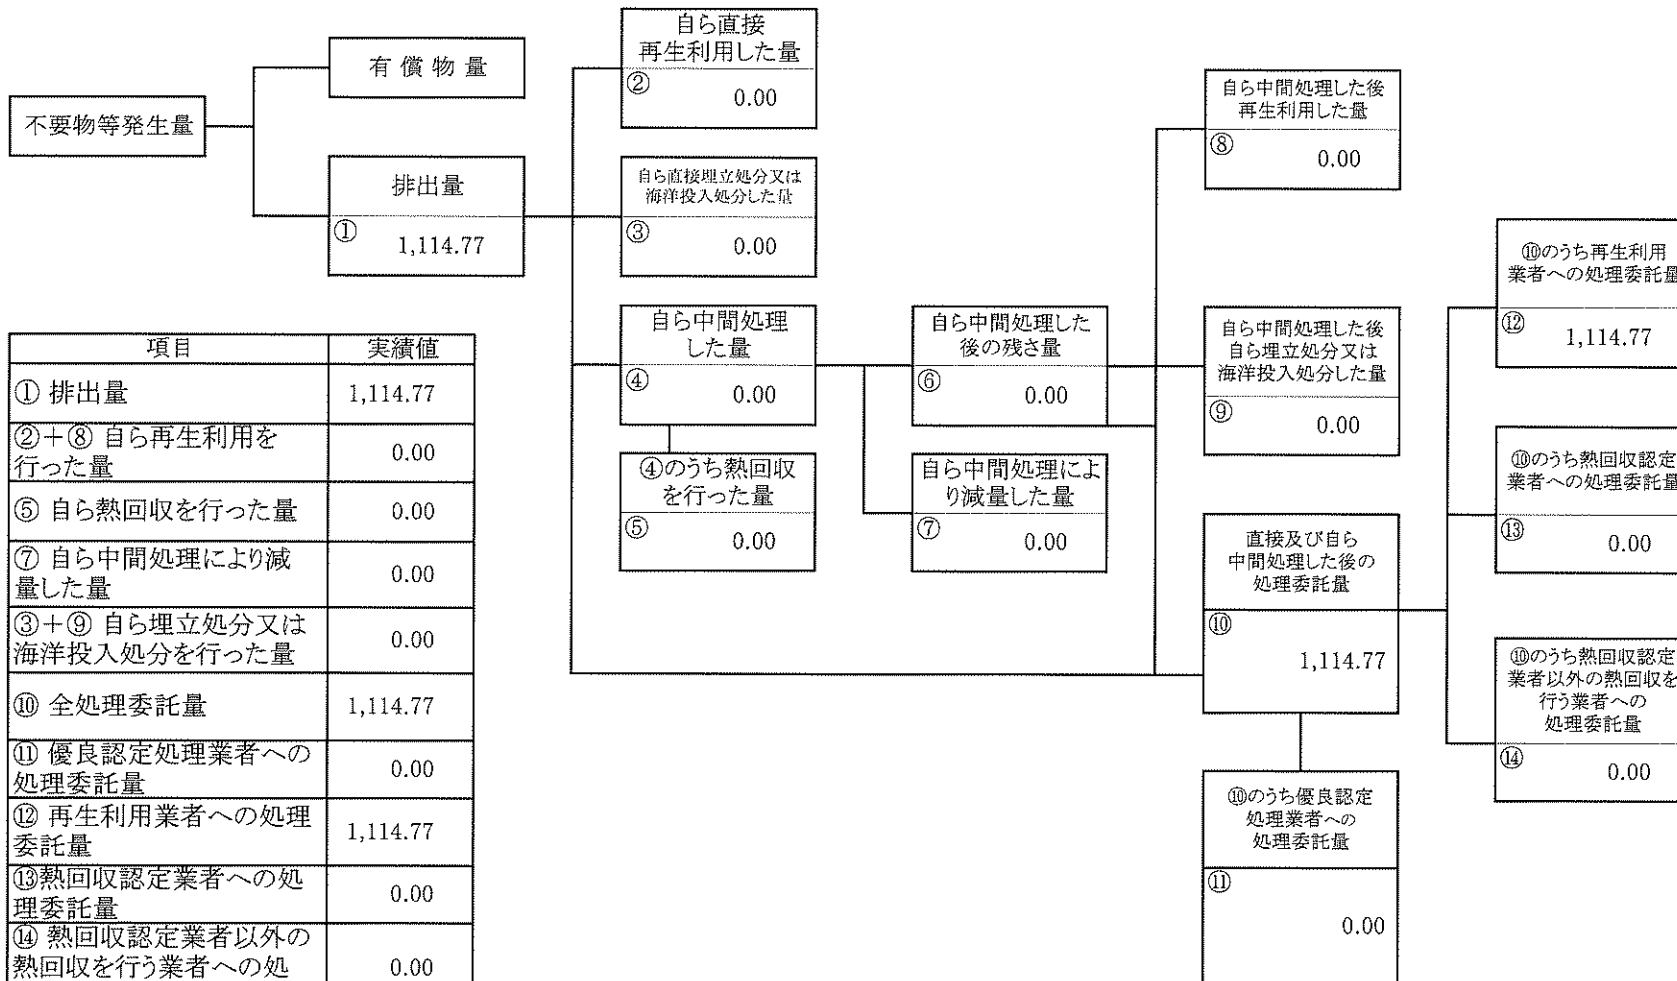 不要物等発生量
有償物量
排出量
①
1,114.77
自ら直接
再生利用した量
②
0.00
自ら直接埋立処分又は
海洋投入処分した量
③
0.00
自ら中間処理
した量
④
0.00
④のうち熱回収
を行った量
⑤
0.00
自ら中間処理した
後の残さ量
⑥
0.00
自ら中間処理によ
り減量した量
⑦
0.00
自ら中間処理した後
再生利用した量
⑧
0.00
自ら中間処理した後
自ら埋立処分又は
海洋投入処分した量
⑨
0.00
直接及び自ら
中間処理した後の
処理委託量
⑩
1,114.77
⑩のうち優良認定
処理業者への
処理委託量
⑪
0.00
⑩のうち再生利用
業者への処理委託量
⑫
1,114.77
⑩のうち熱回収認定
業者への処理委託量
⑬
0.00
⑩のうち熱回収認定
業者以外の熱回収を
行う業者への
処理委託量
⑭
0.00
項目 実績値
① 排出量 1,114.77
②+⑧ 自ら再生利用を
行った量 0.00
⑤ 自ら熱回収を行った量 0.00
⑦ 自ら中間処理により減
量した量 0.00
③+⑨ 自ら埋立処分又は
海洋投入処分を行った量 0.00
⑩ 全処理委託量 1,114.77
⑪ 優良認定処理業者への
処理委託量 0.00
⑫ 再生利用業者への処理
委託量 1,114.77
⑬熱回収認定業者への処
理委託量 0.00
⑭ 熱回収認定業者以外の
熱回収を行う業者への処 0.00